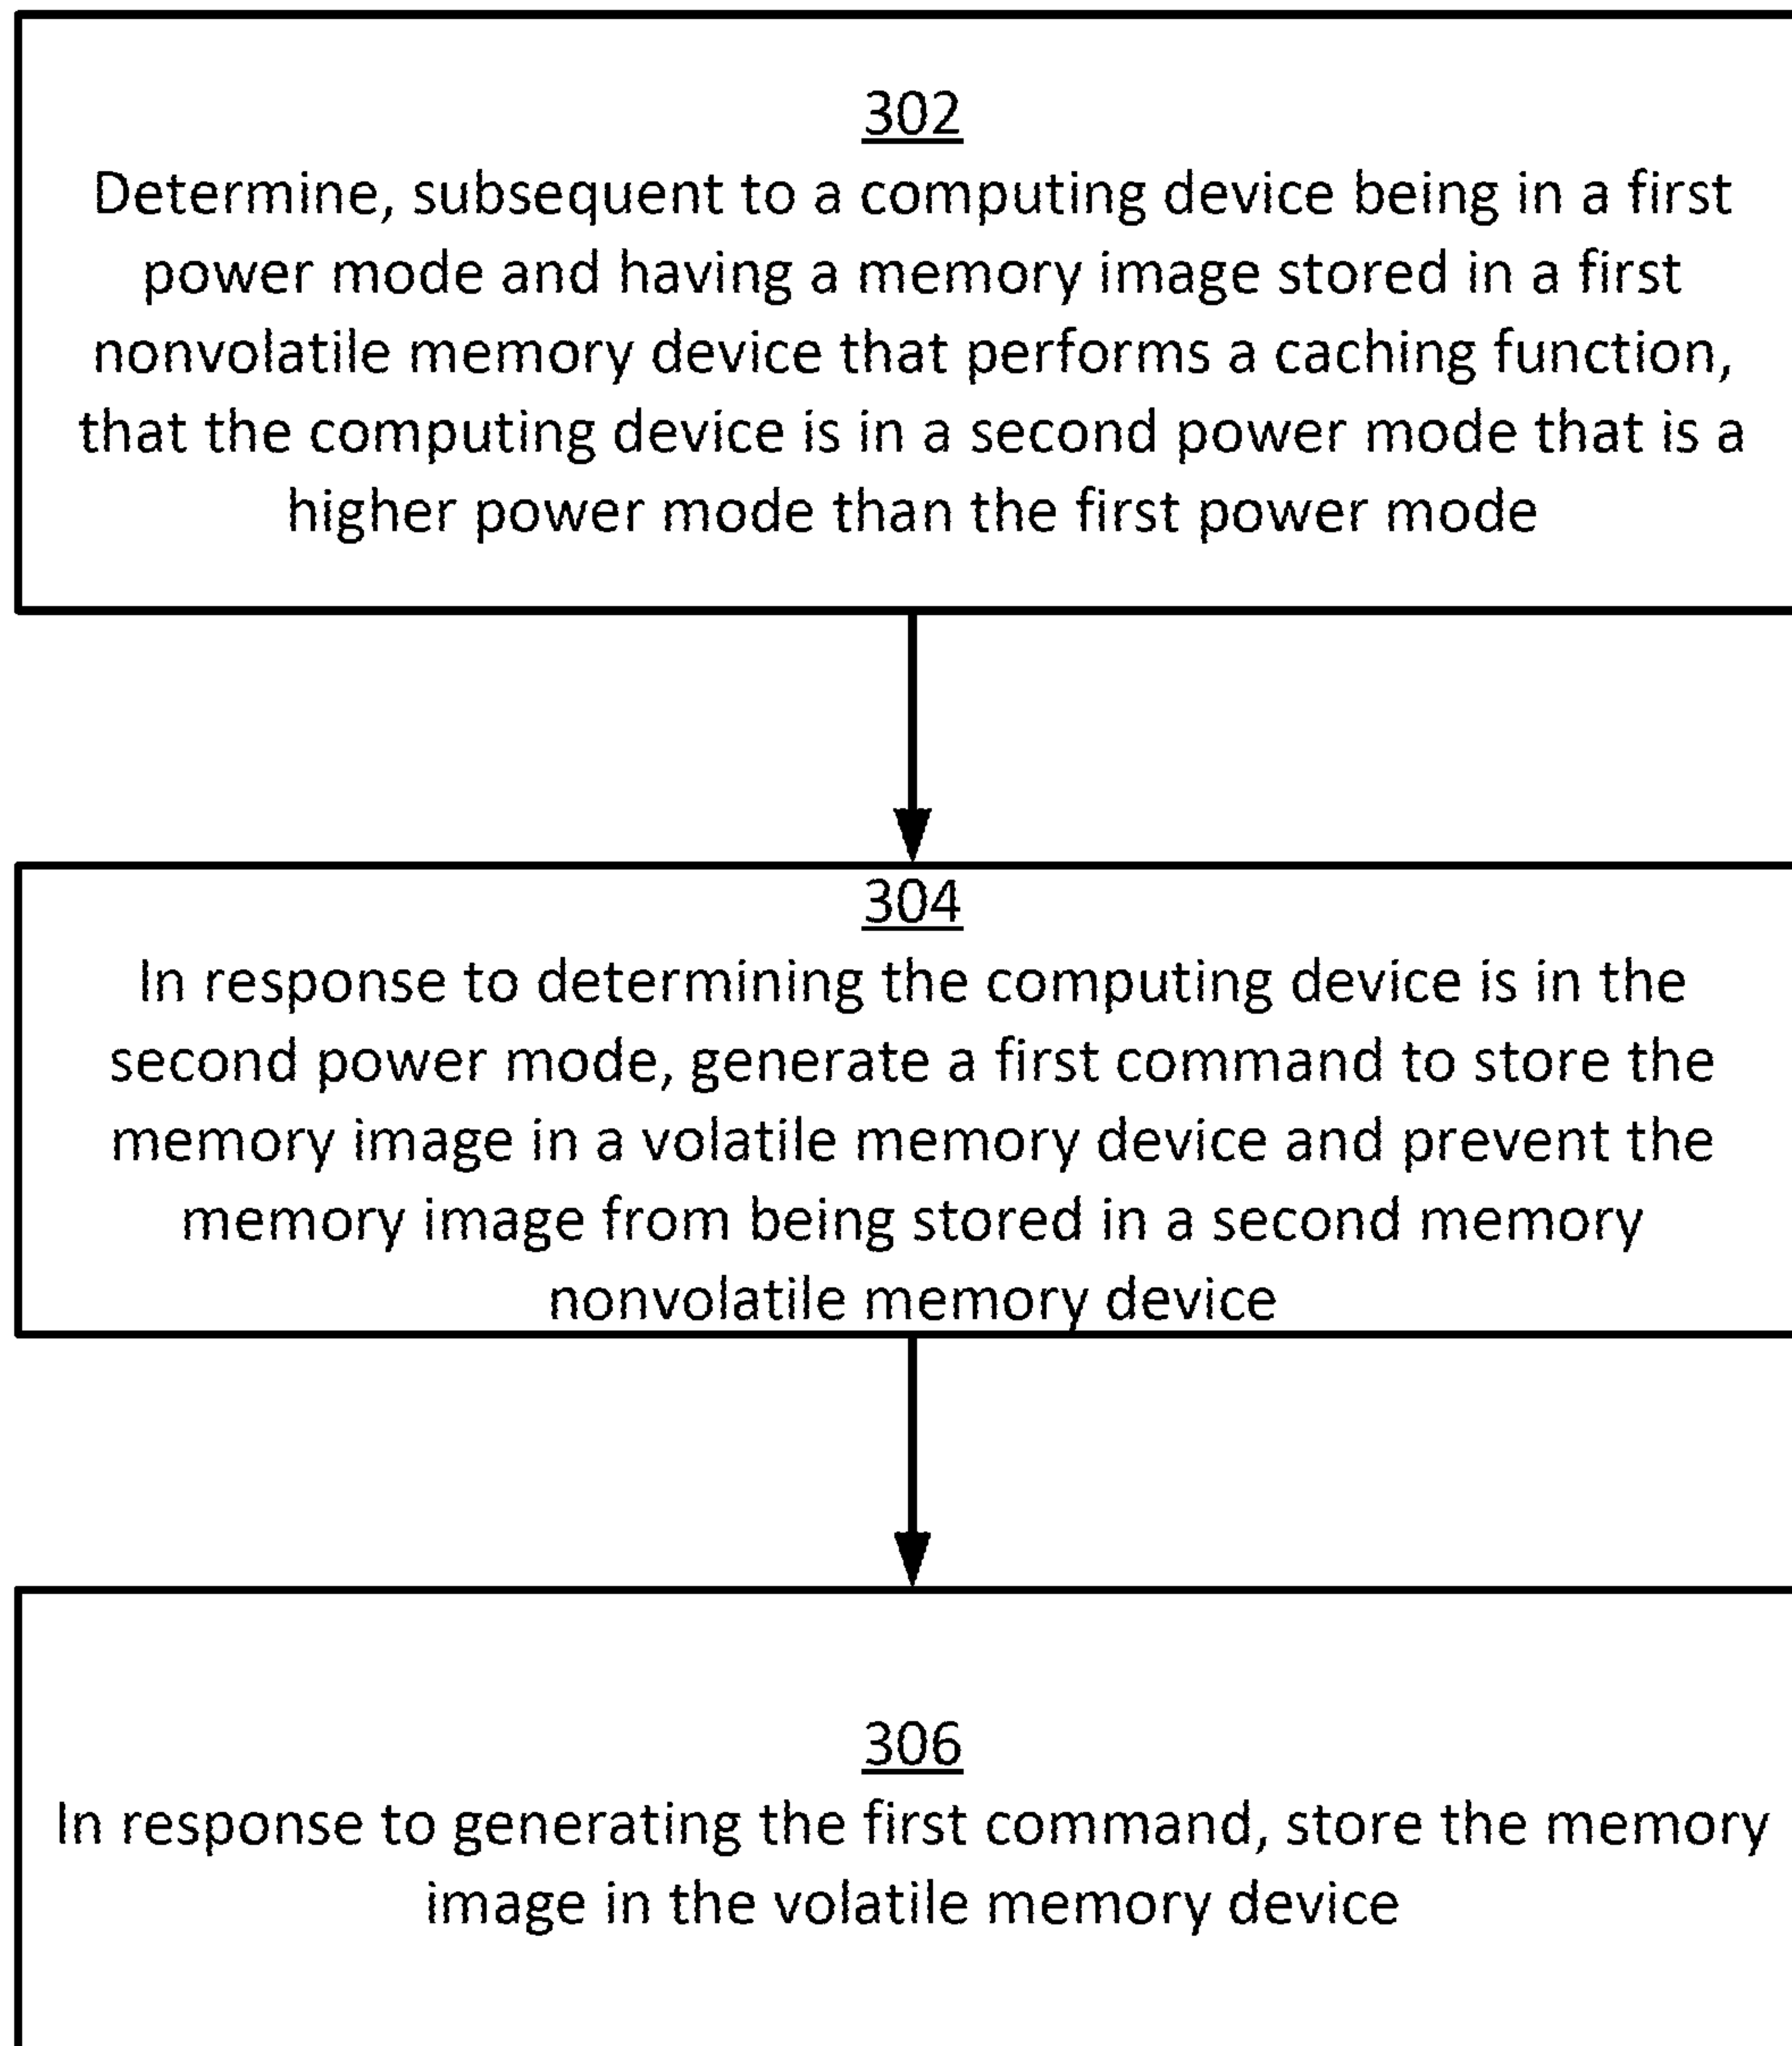 302
Determine, subsequent to a computing device being in a first
power mode and having a memory image stored in a first
nonvolatile memory device that performs a caching function,
that the computing device is in a second power mode that is a
higher power mode than the first power mode
304
In response to determining the computing device is in the
second power mode, generate a first command to store the
memory image in a volatile memory device and prevent the
memory image from being stored in a second memory
nonvolatile memory device
306
In response to generating the first command, store the memory
image in the volatile memory device